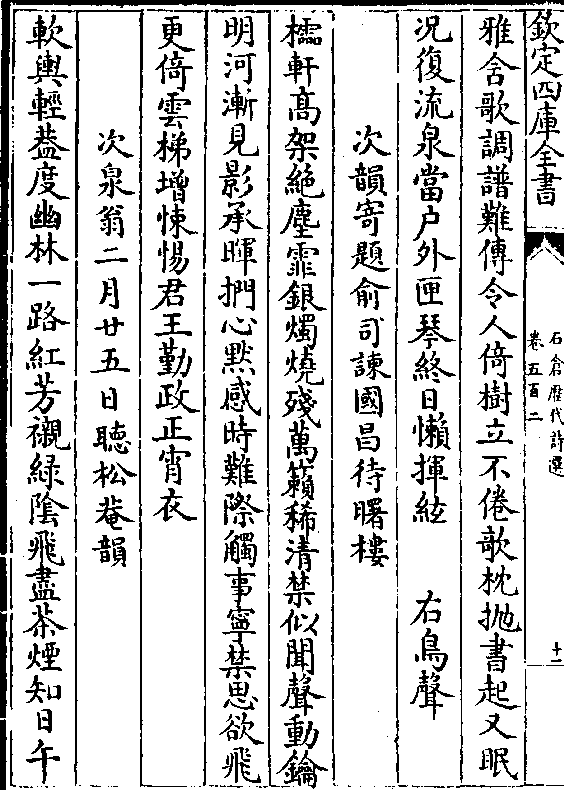 欽定四庫全書
石倉歷代詩選
卷五百二
十二
雅舍歌調譜難傳令人倚樹立不倦欹枕抛書起又眠
况復流泉當户外匣琴終日懶揮絃　右鳥聲
次韻寄題俞司諫國昌待曙樓
櫺軒髙架絶塵霏銀燭燒殘萬籟稀清禁似聞聲動鑰
明河漸見影承暉捫心黙感時難際觸事寧禁思欲飛
更倚雲梯增悚惕君王勤政正宵衣
次泉翁二月廿五日聽松菴韻
軟輿輕葢度幽林一路紅芳襯緑隂飛盡茶煙知日午